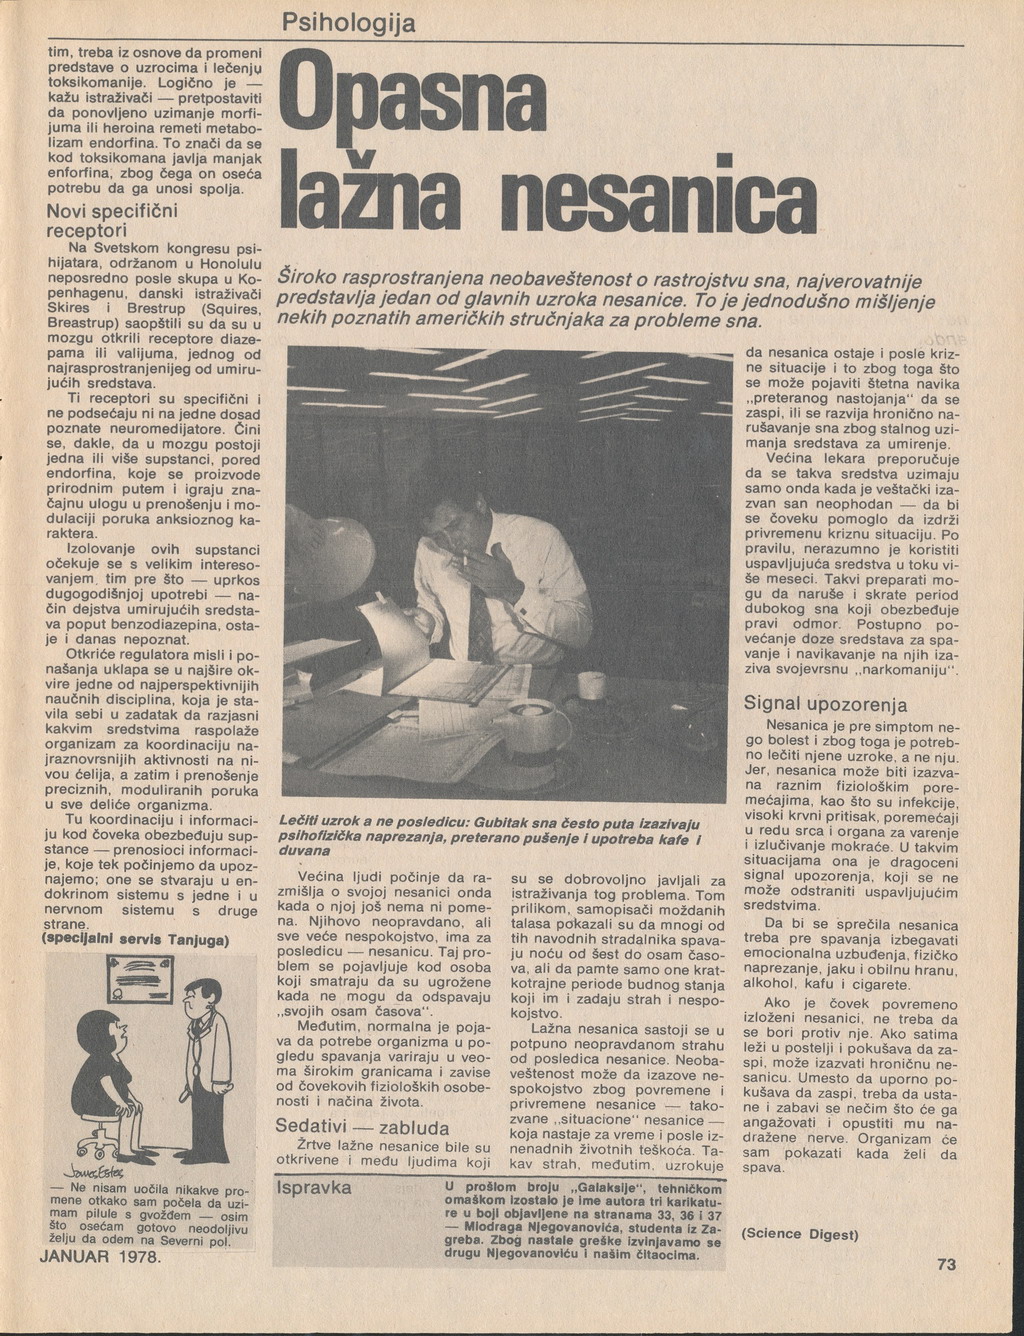 Psihologija
tim, treba iz osnove da promeni
predstave o uzrocima i lečenju
toksikomanije. Logično je —
kažu istraživači — pretpostaviti
da ponovljeno uzimanje morfi-
juma ili heroina remeti metabo-
lizam endorfina. To znači da se
kod toksikomana javlja manjak
enforfina, zbog čega on oseća
potrebu da ga unosi spolja.
Novi specifični
receptori
Na Svetskom kongresu psi-
hijatara, održanom u Honolulu
neposredno posle skupa u Ko-
penhagenu, danski istraživači
Skires i Brestrup (Squires,
Breastrup) saopštili su da su u
mozgu otkrili receptore diaze-
pama ili valijuma, jednog od
najrasprostranjenijeg od umiru-
jućih sredstava.
Ti receptori su specifični i
ne podsećaju ni na jedne dosad
poznate neuromedijatore. Čini
se, dakle, da u mozgu postoji
jedna ili više supstanci, pored
endorfina, koje se proizvode
prirodnim putem i igraju zna-
čajnu ulogu u prenošenju i mo-
dulaciji poruka anksioznog ka-
raktera.
Izolovanje ovih supstanci
očekuje se s velikim intereso-
vanjem, tim pre što — uprkos
dugogodišnjoj upotrebi — na-
čin dejstva umirujućih sredsta-
va poput benzodiazepina, osta-
je i danas nepoznat.
Otkriće regulatora misli i po-
našanja uklapa se u najšire ok-
vire jedne od najperspektivnijih
naučnih disciplina, koja je sta-
vila sebi u zadatak da razjasni
kakvim sredstvima raspolaže
organizam za koordinaciju na-
jraznovrsnijih aktivnosti na ni-
vou ćelija, a zatim i prenošenje
preciznih, moduliranih poruka
u sve deliće organizma.
Tu koordinaciju i informaci-
ju kod čoveka obezbeđuju sup-
stance — prenosioci informaci-
je, koje tek počinjemo da upoz-
najemo; one se stvaraju u en-
dokrinom sistemu s jedne i u
nervnom sistemu s druge
strane.
(specijalni servis Tanjuga)
James Estes
— Ne nisam uočila nikakve pro-
mene otkako sam počela da uzi-
mam pilule s gvožđem — osim
što osećam gotovo neodoljivu
želju da odem na Severni pol.
Opasna
lažna nesanica
Široko rasprostranjena neobaveštenost o rastrojstvu sna, najverovatnije
predstavlja jedan od glavnih uzroka nesanice. To je jednodušno mišljenje
nekih poznatih američkih stručnjaka za probleme sna.
Lečiti uzrok a ne posledicu: Gubitak sna često puta izazivaju
psihofizička naprezanja, preterano pušenje i upotreba kafe i
duvana
Većina ljudi počinje da ra-
zmišlja o svojoj nesanici onda
kada o njoj još nema ni pome-
na. Njihovo neopravdano, ali
sve veće nespokojstvo, ima za
posledicu — nesanicu. Taj pro-
blem se pojavljuje kod osoba
koji smatraju da su ugrožene
kada ne mogu da odspavaju
„svojih osam časova“.
Međutim, normalna je poja-
va da potrebe organizma u po-
gledu spavanja variraju u veo-
ma širokim granicama i zavise
od čovekovih fizioloških osobe-
nosti i načina života.
Sedativi — zabluda
Žrtve lažne nesanice bile su
otkrivene i među ljudima koji
su se dobrovoljno javljali za
istraživanja tog problema. Tom
prilikom, samopisači moždanih
talasa pokazali su da mnogi od
tih navodnih stradalnika spava-
ju noću od šest do osam časo-
va, ali da pamte samo one krat-
kotrajne periode budnog stanja
koji im i zadaju strah i nespo-
kojstvo.
Lažna nesanica sastoji se u
potpuno neopravdanom strahu
od posledica nesanice. Neoba-
veštenost može da izazove ne-
spokojstvo zbog povremene i
privremene nesanice — tako-
zvane „situacione“ nesanice —
koja nastaje za vreme i posle iz-
nenadnih životnih teškoća. Ta-
kav strah, međutim, uzrokuje
da nesanica ostaje i posle kriz-
ne situacije i to zbog toga što
se može pojaviti štetna navika
„preteranog nastojanja“ da se
zaspi, ili se razvija hronično na-
rušavanje sna zbog stalnog uzi-
manja sredstava za umirenje.
Većina lekara preporučuje
da se takva sredstva uzimaju
samo onda kada je veštački iza-
zvan san neophodan — da bi
se čoveku pomoglo da izdrži
privremenu kriznu situaciju. Po
pravilu, nerazumno je koristiti
uspavljujuća sredstva u toku vi-
še meseci. Takvi preparati mo-
gu da naruše i skrate period
dubokog sna koji obezbeđuje
pravi odmor. Postupno po-
većanje doze sredstava za spa-
vanje i navikavanje na njih iza-
ziva svojevrsnu „narkomaniju“.
Signal upozorenja
Nesanica je pre simptom ne-
go bolest i zbog toga je potreb-
no lečiti njene uzroke, a ne nju.
Jer, nesanica može biti izazva-
na raznim fiziološkim pore-
mećajima, kao što su infekcije,
visoki krvni pritisak, poremećaji
u redu srca i organa za varenje
i izlučivanje mokraće. U takvim
situacijama ona je dragoceni
signal upozorenja, koji se ne
može odstraniti uspavljujućim
sredstvima.
Da bi se sprečila nesanica
treba pre spavanja izbegavati
emocionalna uzbuđenja, fizičko
naprezanje, jaku i obilnu hranu,
alkohol, kafu i cigarete.
Ako je čovek povremeno
izloženi nesanici, ne treba da
se bori protiv nje. Ako satima
leži u postelji i pokušava da za-
spi, može izazvati hroničnu ne-
sanicu. Umesto da uporno po-
kušava da zaspi, treba da usta-
ne i zabavi se nečim što će ga
angažovati i opustiti mu na-
dražene nerve. Organizam će
sam pokazati kada želi da
spava.
(Science Digest)
Ispravka
U prošlom broju „Galaksije“, tehničkom
omaškom izostalo je ime autora tri karikatu-
re u boji objavljene na stranama 33, 36 i 37
— Miodraga Njegovanovića, studenta iz Za-
greba. Zbog nastale greške izvinjavamo se
drugu Njegovanoviću i našim čitaocima.
JANUAR 1978.
73